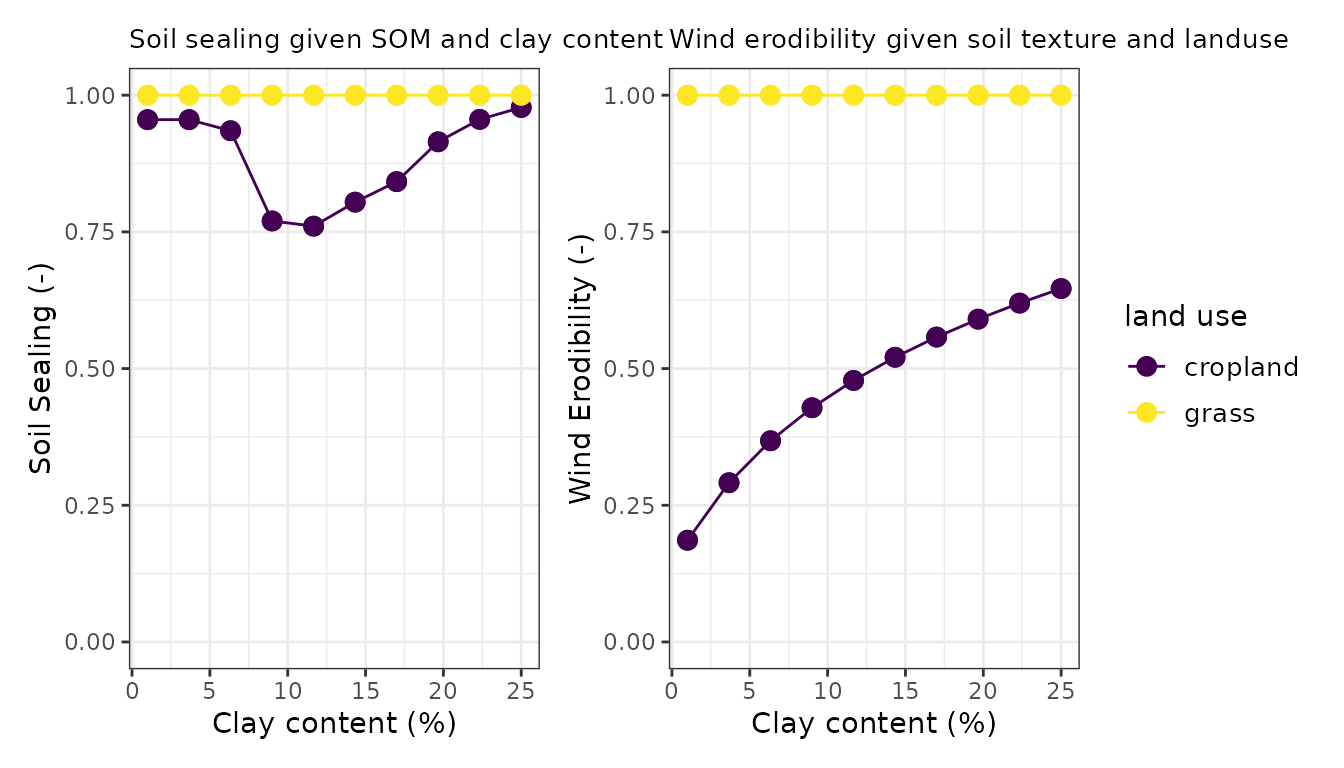 Soil sealing given SOM and clay content
Wind erodibility given soil texture and landuse
Soil Sealing (-)
1.00
0.75
0.50
0.25
0.00
0 5 10 15 20 25
Clay content (%)
Wind Erodibility (-)
1.00
0.75
0.50
0.25
0.00
0 5 10 15 20 25
Clay content (%)
land use
cropland
grass